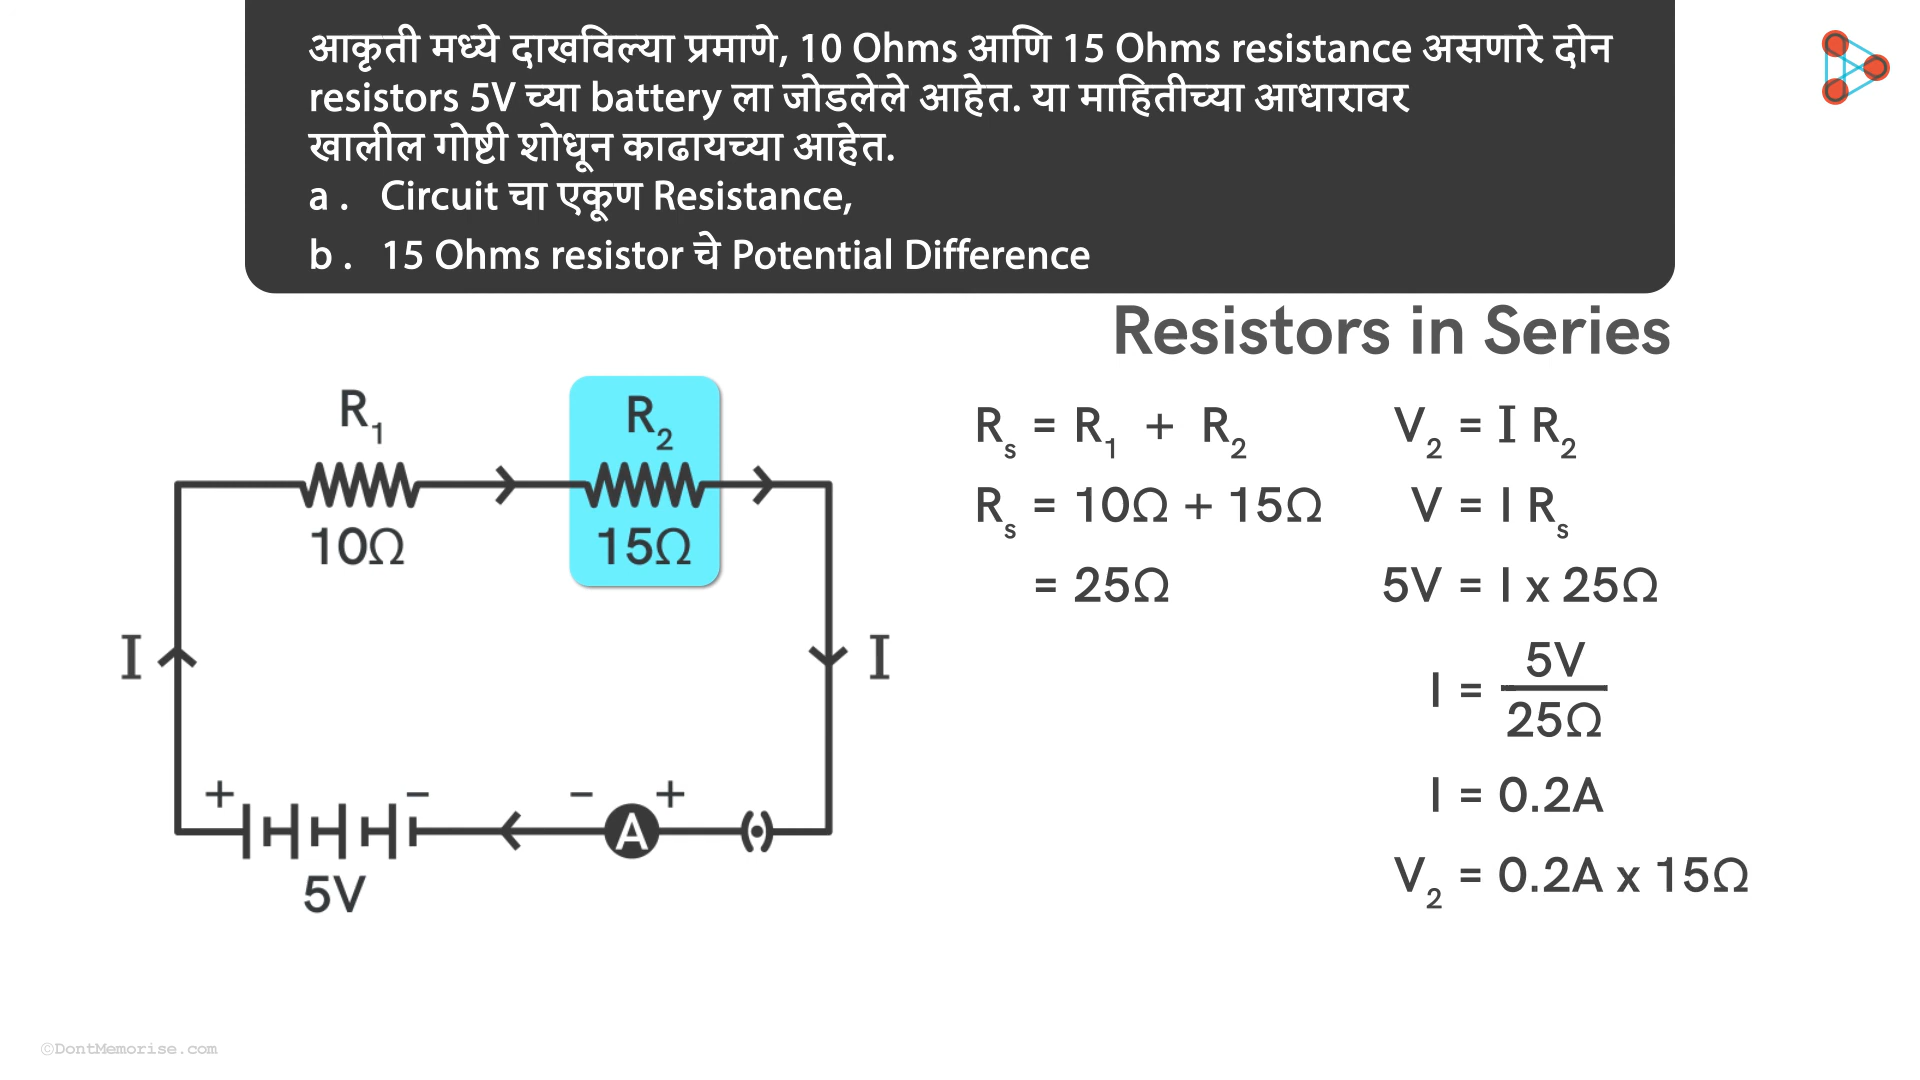 आकृती मध्ये दाखविल्या प्रमाणे, 10 Ohms आणि 15 Ohms resistance असणारे दोन
resistors 5V च्या battery ला जोडलेले आहेत. या माहितीच्या आधारावर
खालील गोष्टी शोधून काढायच्या आहेत.
a . Circuit चा एकूण Resistance,
b . 15 Ohms resistor चे Potential Difference
Resistors in Series
R₁
10Ω
R₂
15Ω
I
I
+
−
−
+
A
5V
Rₛ = R₁ + R₂
Rₛ = 10Ω + 15Ω
= 25Ω
V₂ = I R₂
V = I Rₛ
5V = I x 25Ω
I = 5V / 25Ω
I = 0.2A
V₂ = 0.2A x 15Ω
©DontMemorise.com